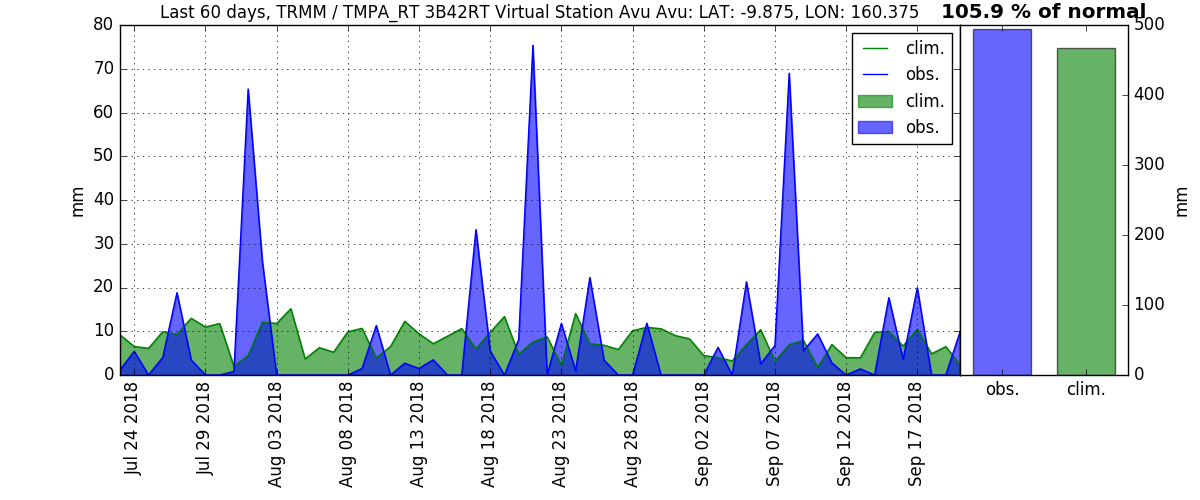 Last 60 days, TRMM / TMPA_RT 3B42RT Virtual Station Avu Avu: LAT: -9.875, LON: 160.375
105.9 % of normal
80
70
60
50
40
30
20
10
0
mm
clim.
obs.
clim.
obs.
Jul 24 2018
Jul 29 2018
Aug 03 2018
Aug 08 2018
Aug 13 2018
Aug 18 2018
Aug 23 2018
Aug 28 2018
Sep 02 2018
Sep 07 2018
Sep 12 2018
Sep 17 2018
500
400
300
200
100
0
mm
obs.
clim.